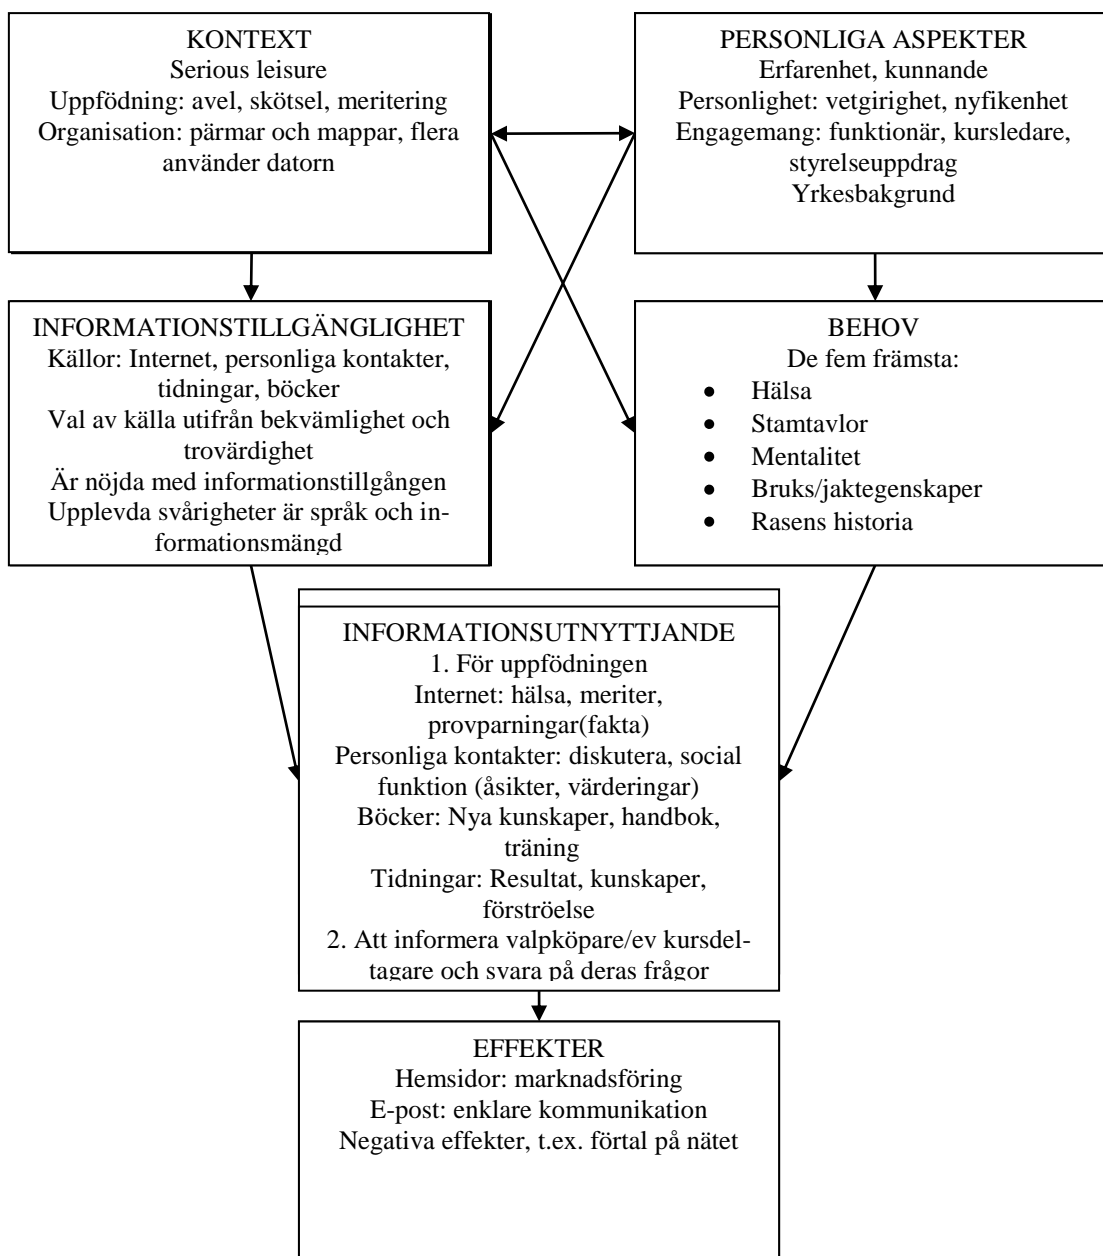 KONTEXT
Serious leisure
Uppfödning: avel, skötsel, meritering
Organisation: pärmar och mappar, flera
använder datorn
PERSONLIGA ASPEKTER
Erfarenhet, kunnande
Personlighet: vetgirighet, nyfikenhet
Engagemang: funktionär, kursledare,
styrelseuppdrag
Yrkesbakgrund
INFORMATIONSTILLGÄNGLIGHET
Källor: Internet, personliga kontakter,
tidningar, böcker
Val av källa utifrån bekvämlighet och
trovärdighet
Är nöjda med informationstillgången
Upplevda svårigheter är språk och in-
formationsmängd
BEHOV
De fem främsta:
• Hälsa
• Stamtavlor
• Mentalitet
• Bruks/jaktegenskaper
• Rasens historia
INFORMATIONSUTNYTTJANDE
1. För uppfödningen
Internet: hälsa, meriter,
provparningar(fakta)
Personliga kontakter: diskutera, social
funktion (åsikter, värderingar)
Böcker: Nya kunskaper, handbok,
träning
Tidningar: Resultat, kunskaper,
förströelse
2. Att informera valpköpare/ev kursdel-
tagare och svara på deras frågor
EFFEKTER
Hemsidor: marknadsföring
E-post: enklare kommunikation
Negativa effekter, t.ex. förtal på nätet